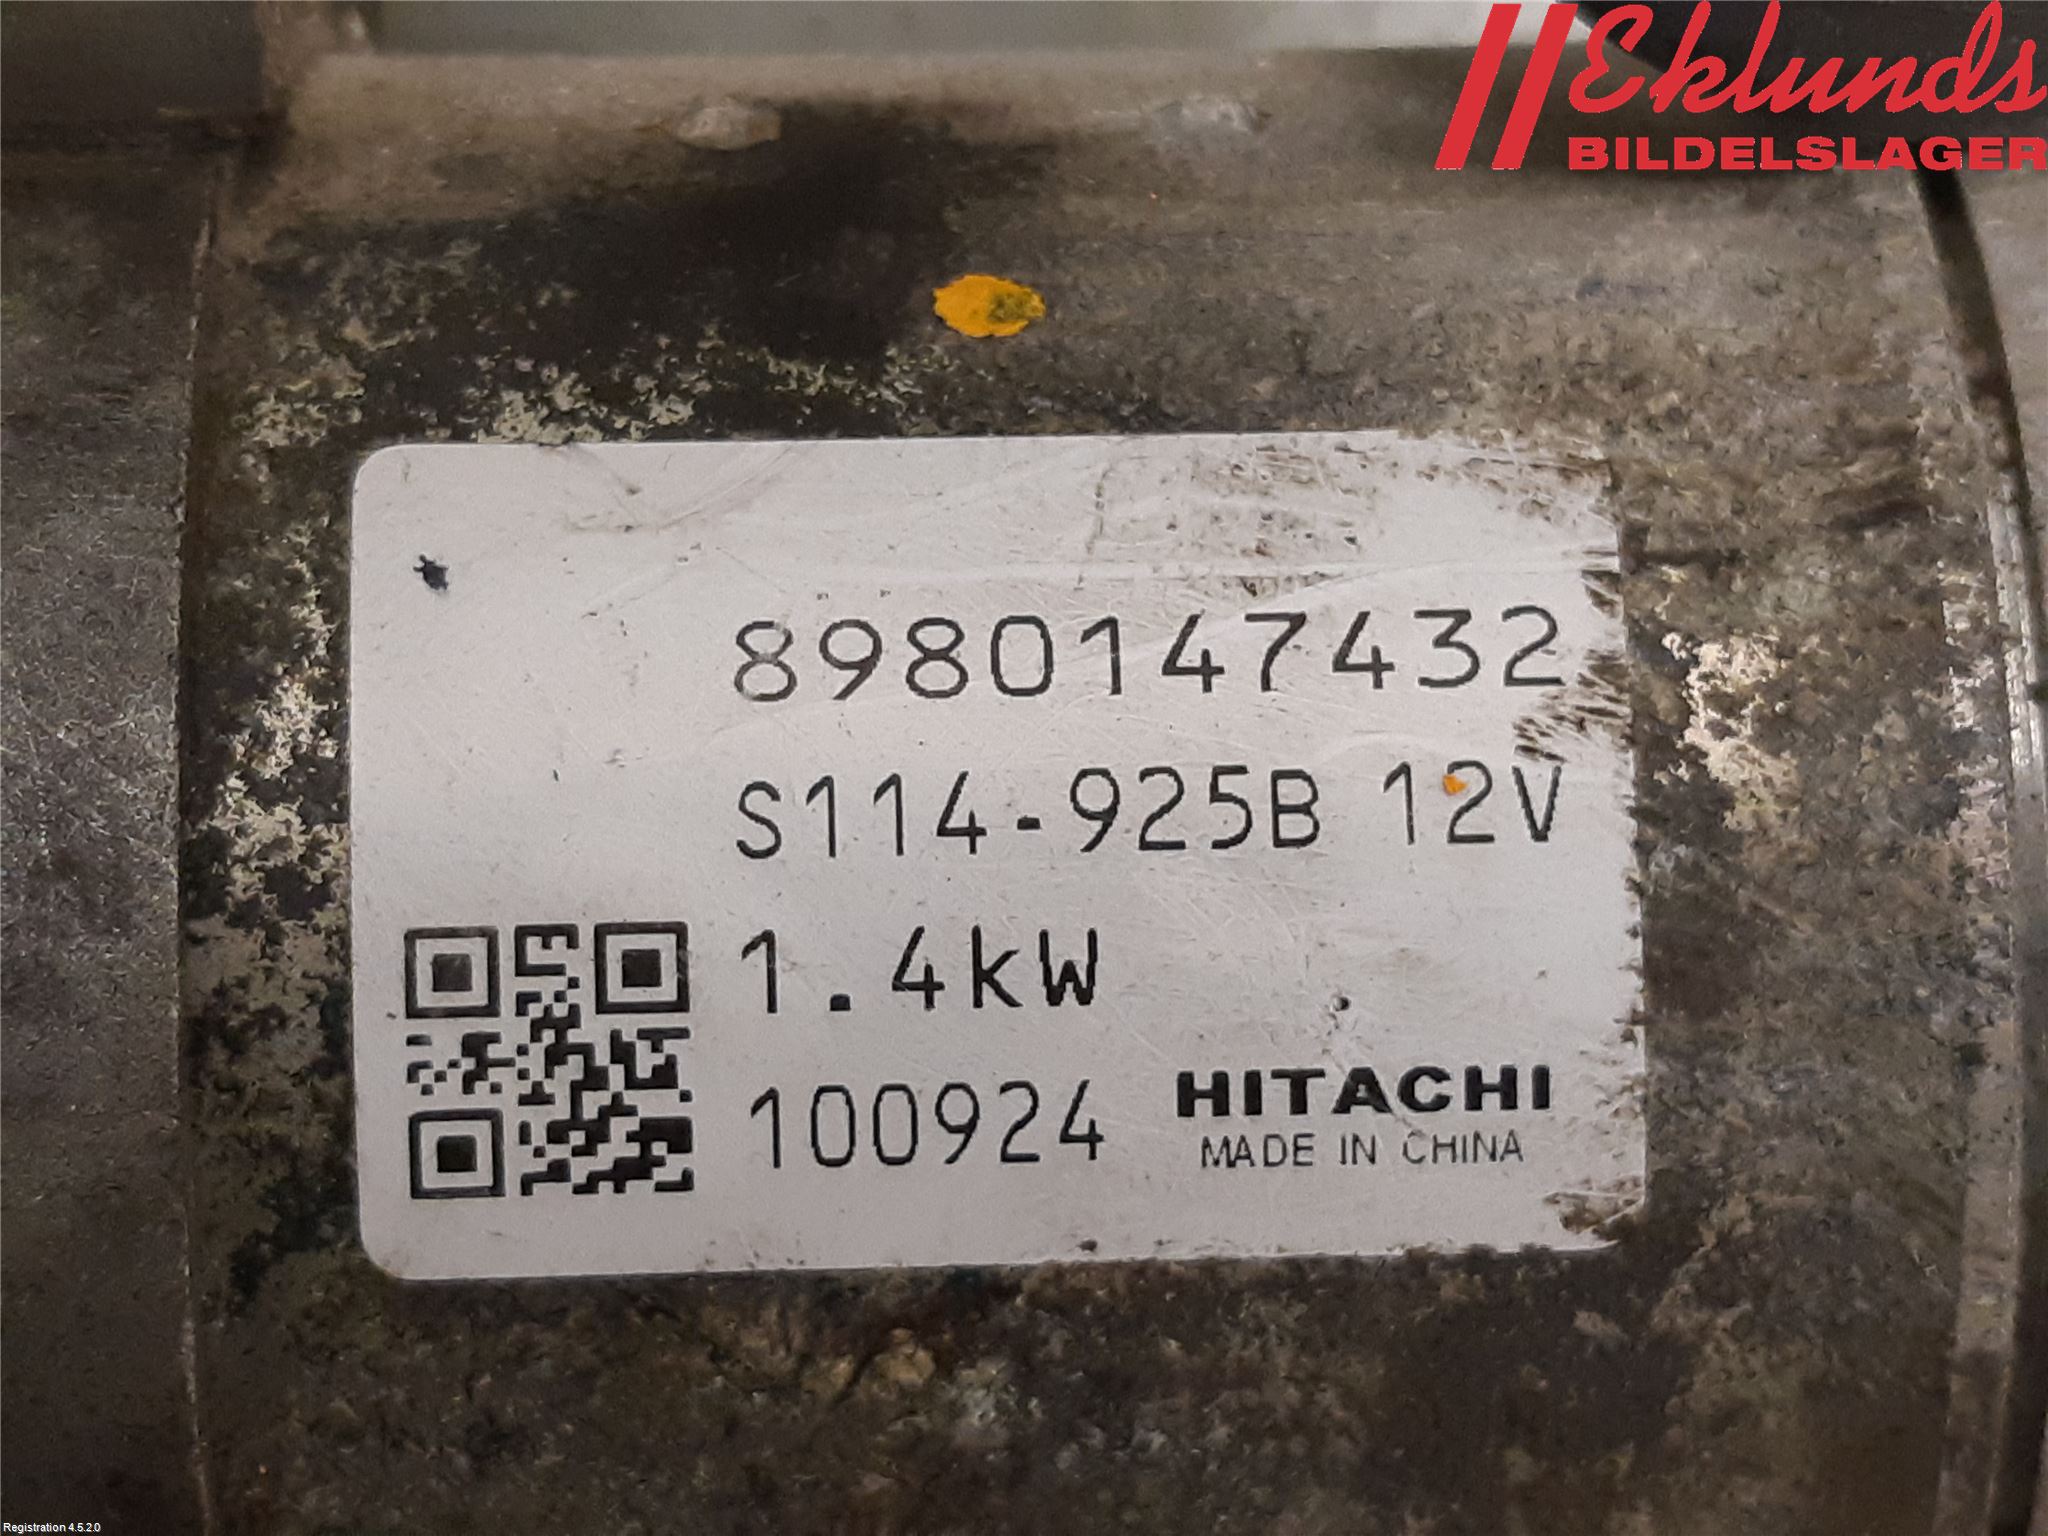 Eklunds
BILDELSLAGER
8980147432
S114-925B 12V
1.4kW
100924
HITACHI
MADE IN CHINA
Registration 4.5.2.0